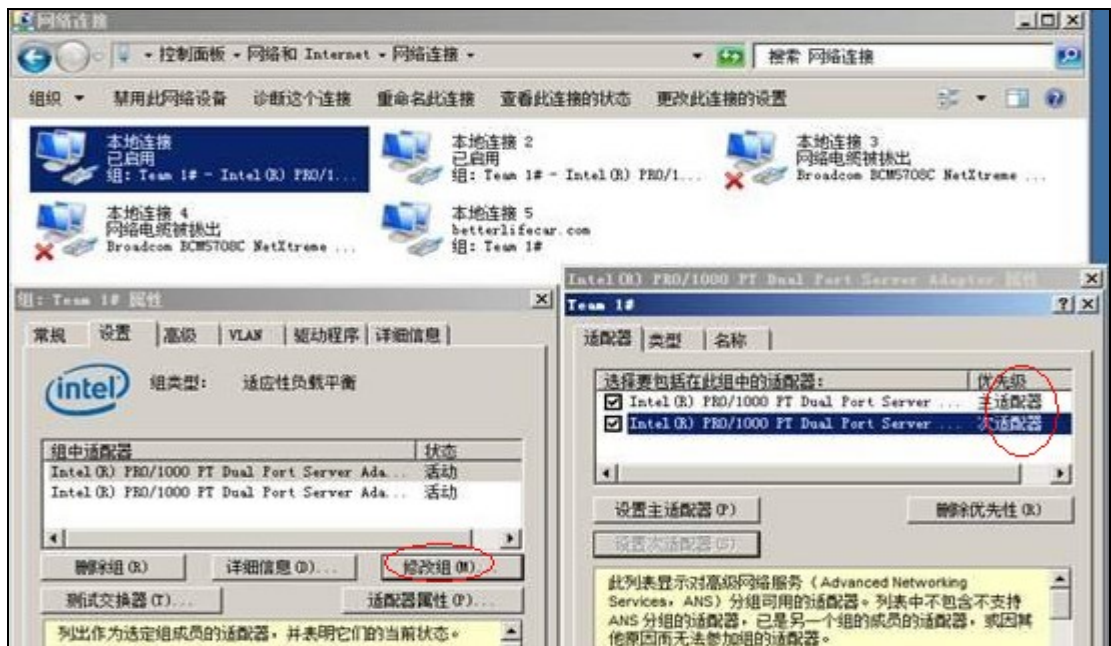 网络连接
控制面板 网络和 Internet 网络连接
搜索 网络连接
组织 禁用此网络设备 诊断这个连接 重命名此连接 查看此连接的状态 更改此连接的设置
本地连接
已启用
组: Team 1# - Intel(R) PRO/1...
本地连接 2
已启用
组: Team 1# - Intel(R) PRO/1...
本地连接 3
网络电缆被拔出
Broadcom BCM5708C NetXtreme ...
本地连接 4
网络电缆被拔出
Broadcom BCM5708C NetXtreme ...
本地连接 5
betterlifecar.com
组: Team 1#
组: Team 1# 属性
常规 设置 高级 VLAN 驱动程序 详细信息
intel
组类型: 适应性负载平衡
组中适配器 状态
Intel(R) PRO/1000 PT Dual Port Server Ada... 活动
Intel(R) PRO/1000 PT Dual Port Server Ada... 活动
删除组(R) 详细信息(D)... 修改组(M)...
测试交换器(T)... 适配器属性(P)...
列出作为选定组成员的适配器，并表明它们的当前状态。
Intel(R) PRO/1000 PT Dual Port Server Adapter 属性
Team 1#
适配器 类型 名称
选择要包括在此组中的适配器: 优先级
Intel(R) PRO/1000 PT Dual Port Server ... 主适配器
Intel(R) PRO/1000 PT Dual Port Server ... 次适配器
设置主适配器(P) 删除优先性(R)
设置次适配器(S)
此列表显示对高级网络服务（Advanced Networking
Services，ANS）分组可用的适配器。列表中不包含不支持
ANS 分组的适配器，已是另一个组的成员的适配器，或因其
他原因而无法参加组的适配器。